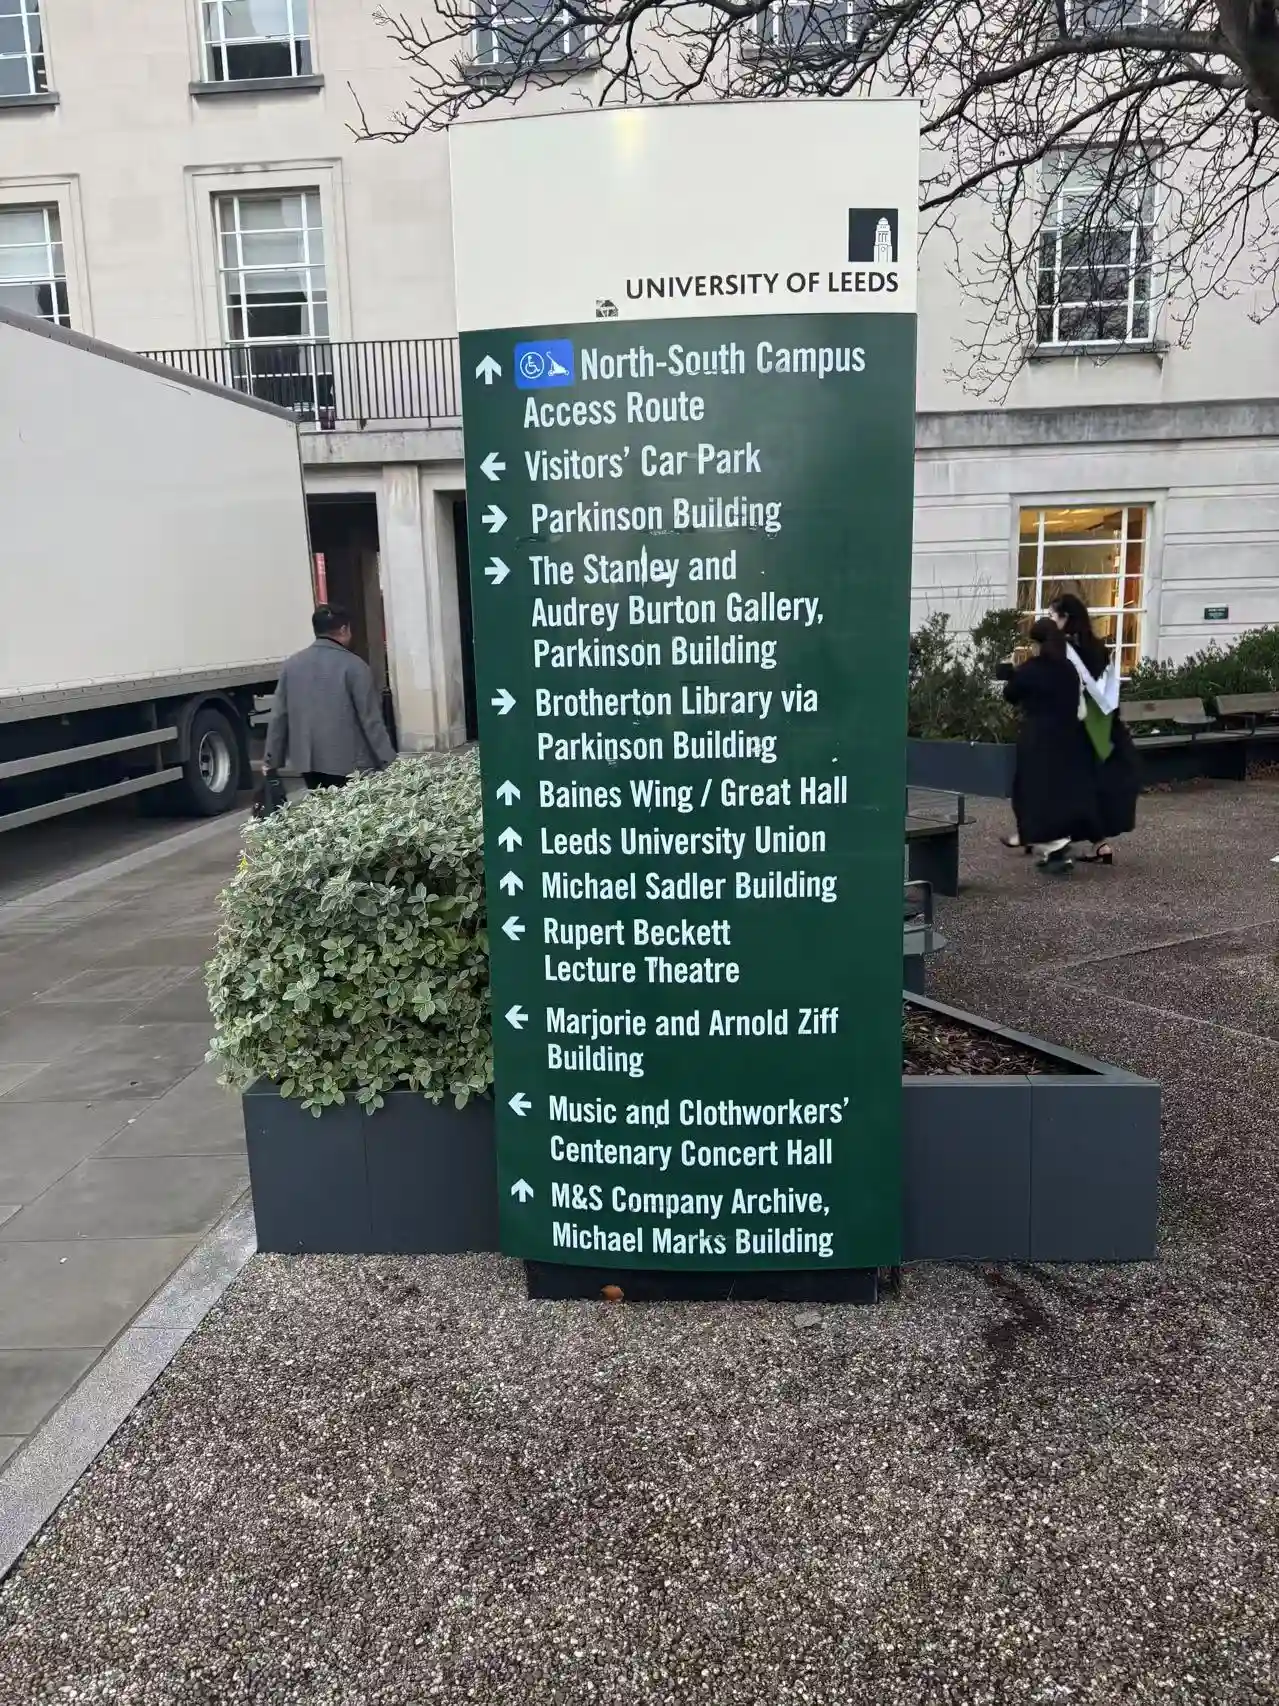 UNIVERSITY OF LEEDS
North-South Campus
Access Route
Visitors' Car Park
Parkinson Building
The Stanley and
Audrey Burton Gallery,
Parkinson Building
Brotherton Library via
Parkinson Building
Baines Wing / Great Hall
Leeds University Union
Michael Sadler Building
Rupert Beckett
Lecture Theatre
Marjorie and Arnold Ziff
Building
Music and Clothworkers'
Centenary Concert Hall
M&S Company Archive,
Michael Marks Building